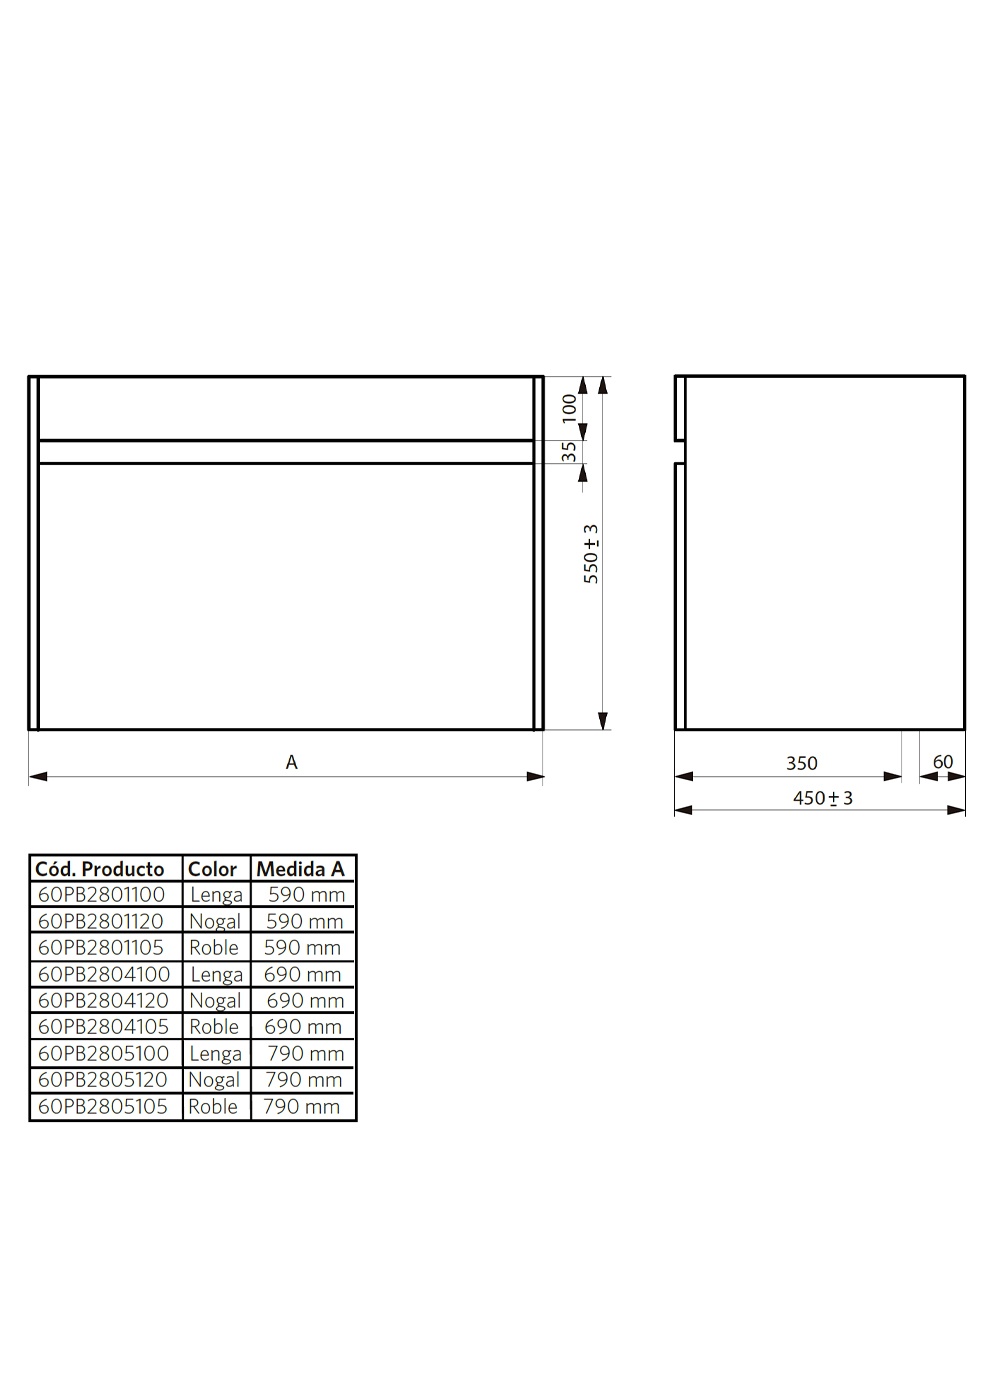 100
35
550±3
A
350
60
450±3
Cód. Producto Color Medida A
60PB2801100 Lenga 590 mm
60PB2801120 Nogal 590 mm
60PB2801105 Roble 590 mm
60PB2804100 Lenga 690 mm
60PB2804120 Nogal 690 mm
60PB2804105 Roble 690 mm
60PB2805100 Lenga 790 mm
60PB2805120 Nogal 790 mm
60PB2805105 Roble 790 mm